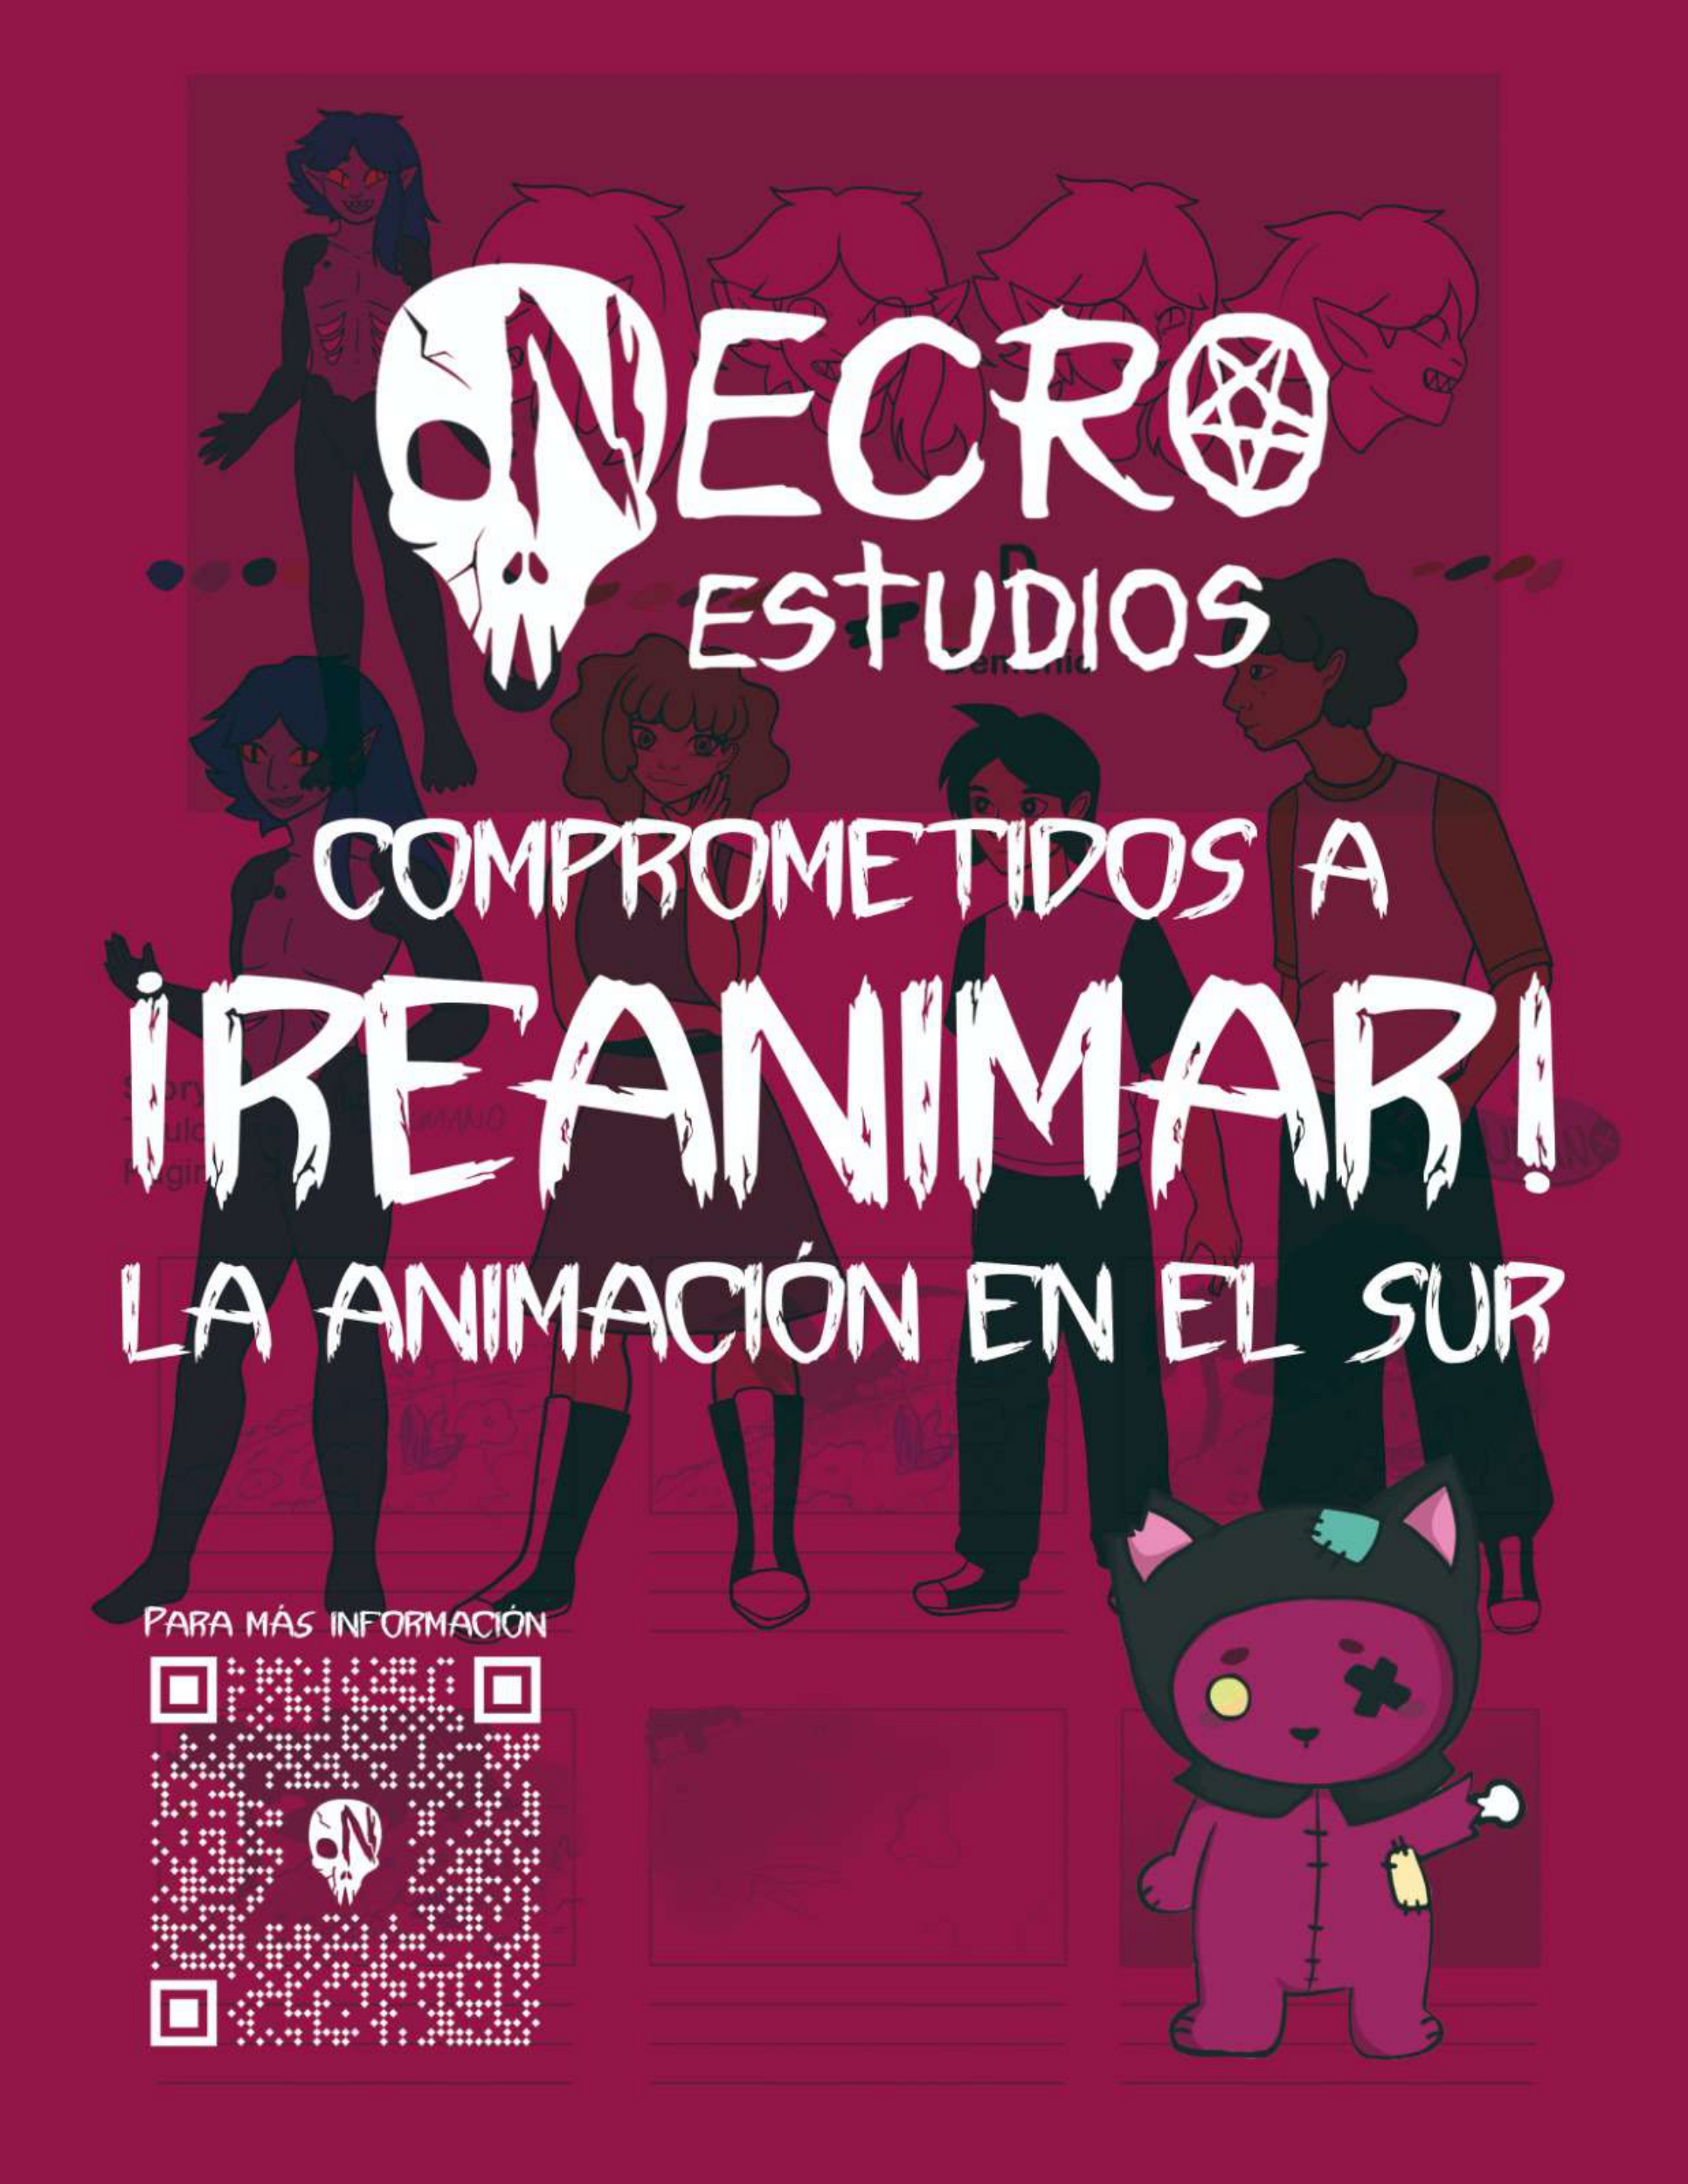 NECRO
ESTUDIOS
COMPROMETIDOS A
¡REANIMAR!
LA ANIMACIÓN EN EL SUR
PARA MÁS INFORMACIÓN